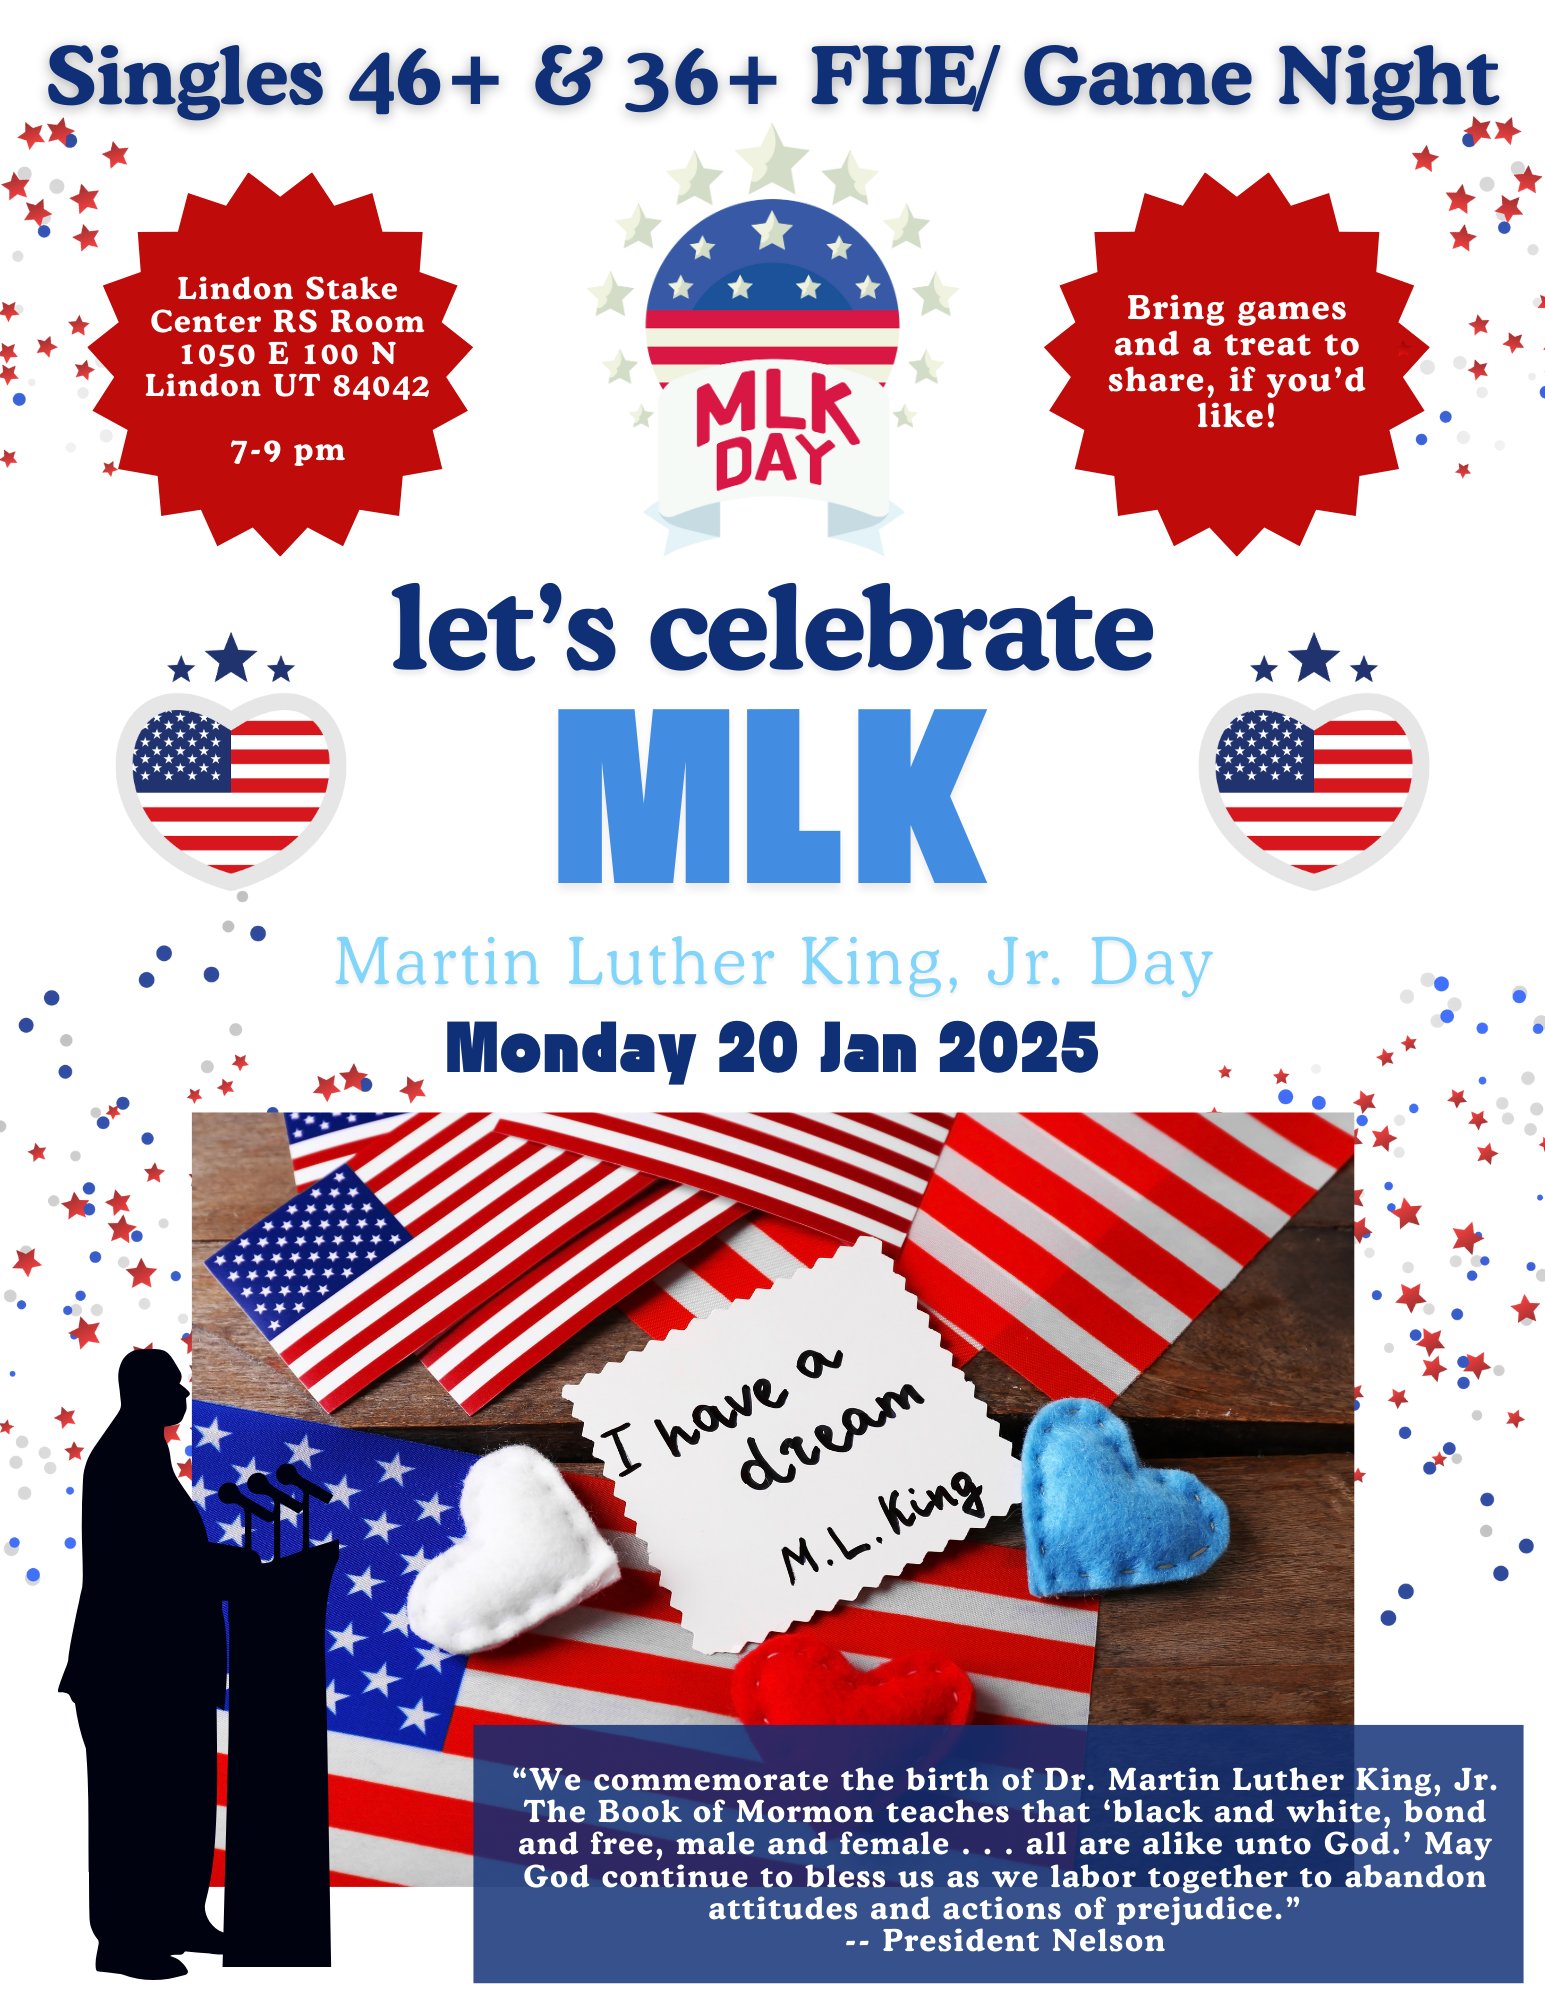 Singles 46+ & 36+ FHE/ Game Night
Lindon Stake
Center RS Room
1050 E 100 N
Lindon UT 84042
7-9 pm
MLK
DAY
Bring games
and a treat to
share, if you’d
like!
let’s celebrate
MLK
Martin Luther King, Jr. Day
Monday 20 Jan 2025
I have a
dream
M.L.King
“We commemorate the birth of Dr. Martin Luther King, Jr.
The Book of Mormon teaches that ‘black and white, bond
and free, male and female . . . all are alike unto God.’ May
God continue to bless us as we labor together to abandon
attitudes and actions of prejudice.”
-- President Nelson